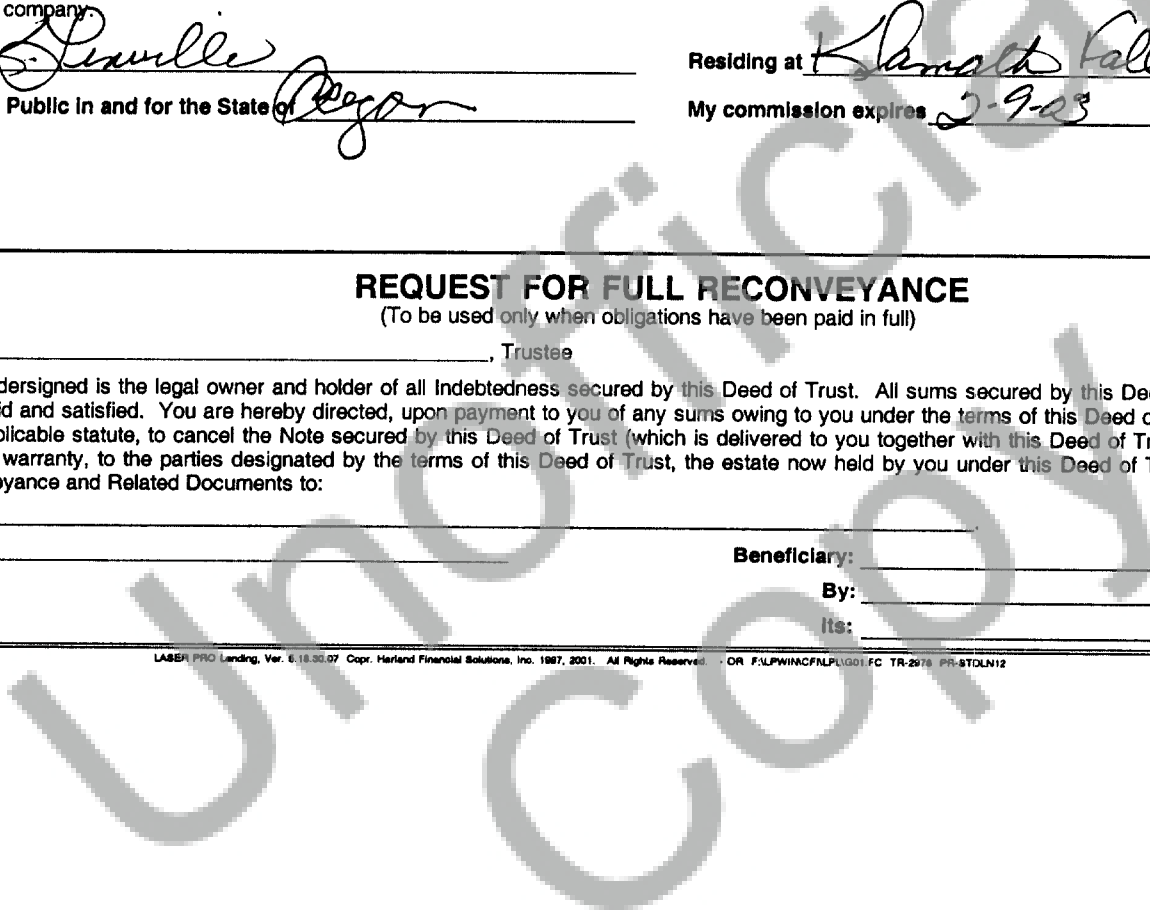 company.
S. Linville
Residing at Klamath Fall
Public in and for the State of Oregon
My commission expires 2-9-03
REQUEST FOR FULL RECONVEYANCE
(To be used only when obligations have been paid in full)
, Trustee
dersigned is the legal owner and holder of all Indebtedness secured by this Deed of Trust. All sums secured by this De
id and satisfied. You are hereby directed, upon payment to you of any sums owing to you under the terms of this Deed o
plicable statute, to cancel the Note secured by this Deed of Trust (which is delivered to you together with this Deed of Tr
warranty, to the parties designated by the terms of this Deed of Trust, the estate now held by you under this Deed of T
yance and Related Documents to:
Beneficiary:
By:
Its:
LASER PRO Lending, Ver. 5.18.30.07 Copr. Harland Financial Solutions, Inc. 1997, 2001. All Rights Reserved. - OR F:\LPWIN\CFI\LPL\G01.FC TR-2976 PR-STDLN12
Unofficial
Copy